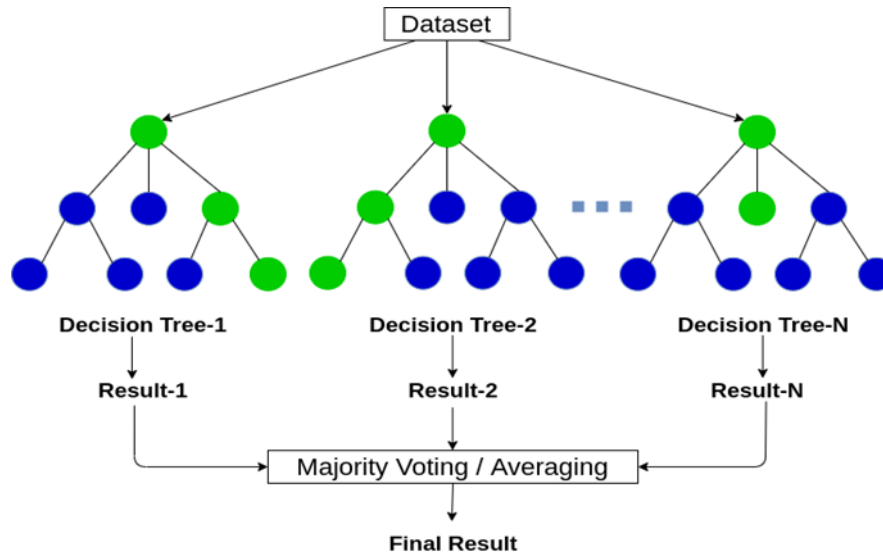 Dataset
Decision Tree-1
Decision Tree-2
Decision Tree-N
Result-1
Result-2
Result-N
Majority Voting / Averaging
Final Result